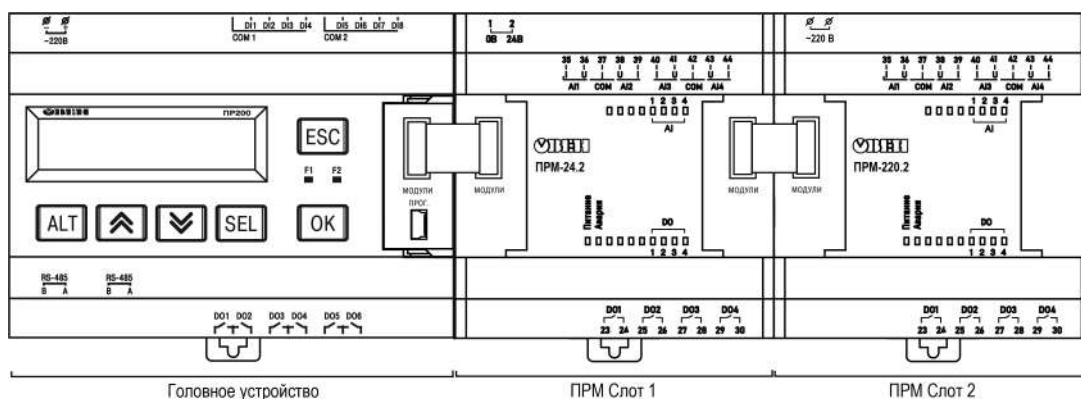 ~220В
DI1 DI2 DI3 DI4
COM 1
DI5 DI6 DI7 DI8
COM 2
ОВЕН
ПР200
ESC
F1 F2
ALT
SEL
OK
МОДУЛИ
ПРОГ.
RS-485
B A
RS-485
B A
DO1 DO2 DO3 DO4 DO5 DO6
1 2
0В 24В
35 36 37 38 39 40 41 42 43 44
U U U U
AI1 COM AI2 AI3 COM AI4
1 2 3 4
AI
ОВЕН
ПРМ-24.2
МОДУЛИ
Питание
Авария
DO
1 2 3 4
DO1 DO2 DO3 DO4
23 24 25 26 27 28 29 30
МОДУЛИ
~220 В
35 36 37 38 39 40 41 42 43 44
U U U U
AI1 COM AI2 AI3 COM AI4
1 2 3 4
AI
ОВЕН
ПРМ-220.2
МОДУЛИ
Питание
Авария
DO
1 2 3 4
DO1 DO2 DO3 DO4
23 24 25 26 27 28 29 30
Головное устройство
ПРМ Слот 1
ПРМ Слот 2